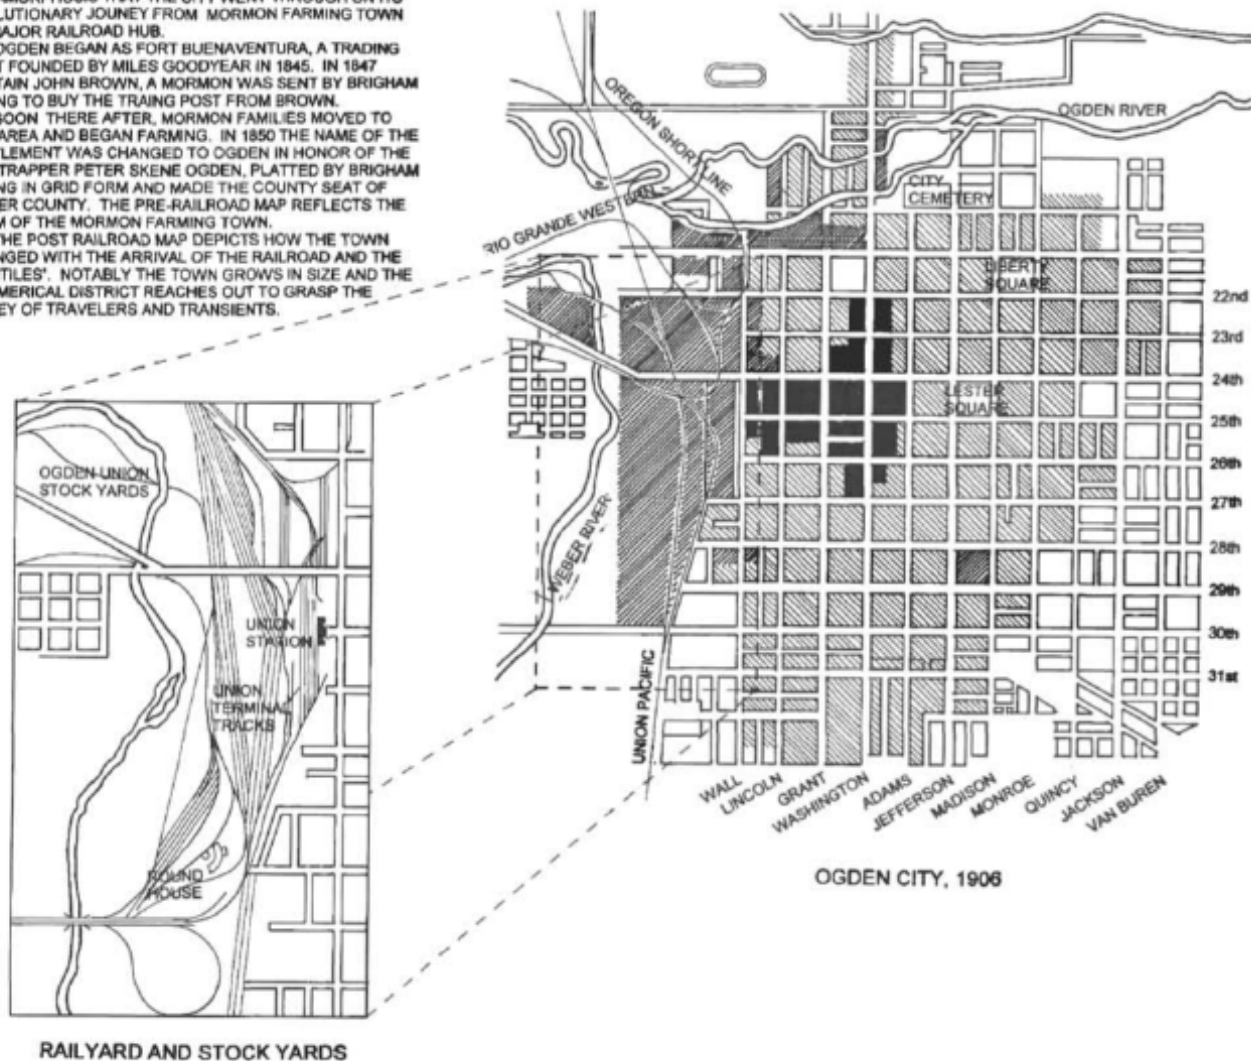 LUTIONARY JOUNEY FROM MORMON FARMING TOWN
AJOR RAILROAD HUB.
OGDEN BEGAN AS FORT BUENAVENTURA, A TRADING
T FOUNDED BY MILES GOODYEAR IN 1845. IN 1847
TAIN JOHN BROWN, A MORMON WAS SENT BY BRIGHAM
NG TO BUY THE TRAING POST FROM BROWN.
SOON THERE AFTER, MORMON FAMILIES MOVED TO
AREA AND BEGAN FARMING. IN 1850 THE NAME OF THE
LEMENT WAS CHANGED TO OGDEN IN HONOR OF THE
TRAPPER PETER SKENE OGDEN, PLATTED BY BRIGHAM
NG IN GRID FORM AND MADE THE COUNTY SEAT OF
ER COUNTY. THE PRE-RAILROAD MAP REFLECTS THE
M OF THE MORMON FARMING TOWN.
HE POST RAILROAD MAP DEPICTS HOW THE TOWN
NGED WITH THE ARRIVAL OF THE RAILROAD AND THE
TILES". NOTABLY THE TOWN GROWS IN SIZE AND THE
MERICAL DISTRICT REACHES OUT TO GRASP THE
EY OF TRAVELERS AND TRANSIENTS.
OREGON SHORT LINE
OGDEN RIVER
RIO GRANDE WESTERN
CITY
CEMETERY
LIBERTY
SQUARE
22nd
23rd
24th
LESTER
SQUARE
25th
26th
26th
27th
28th
29th
30th
31st
WEBER RIVER
UNION PACIFIC
WALL
LINCOLN
GRANT
WASHINGTON
ADAMS
JEFFERSON
MADISON
MONROE
QUINCY
JACKSON
VAN BUREN
OGDEN CITY, 1906
OGDEN UNION
STOCK YARDS
UNION
STATION
UNION
TERMINAL
TRACKS
ROUND
HOUSE
RAILYARD AND STOCK YARDS